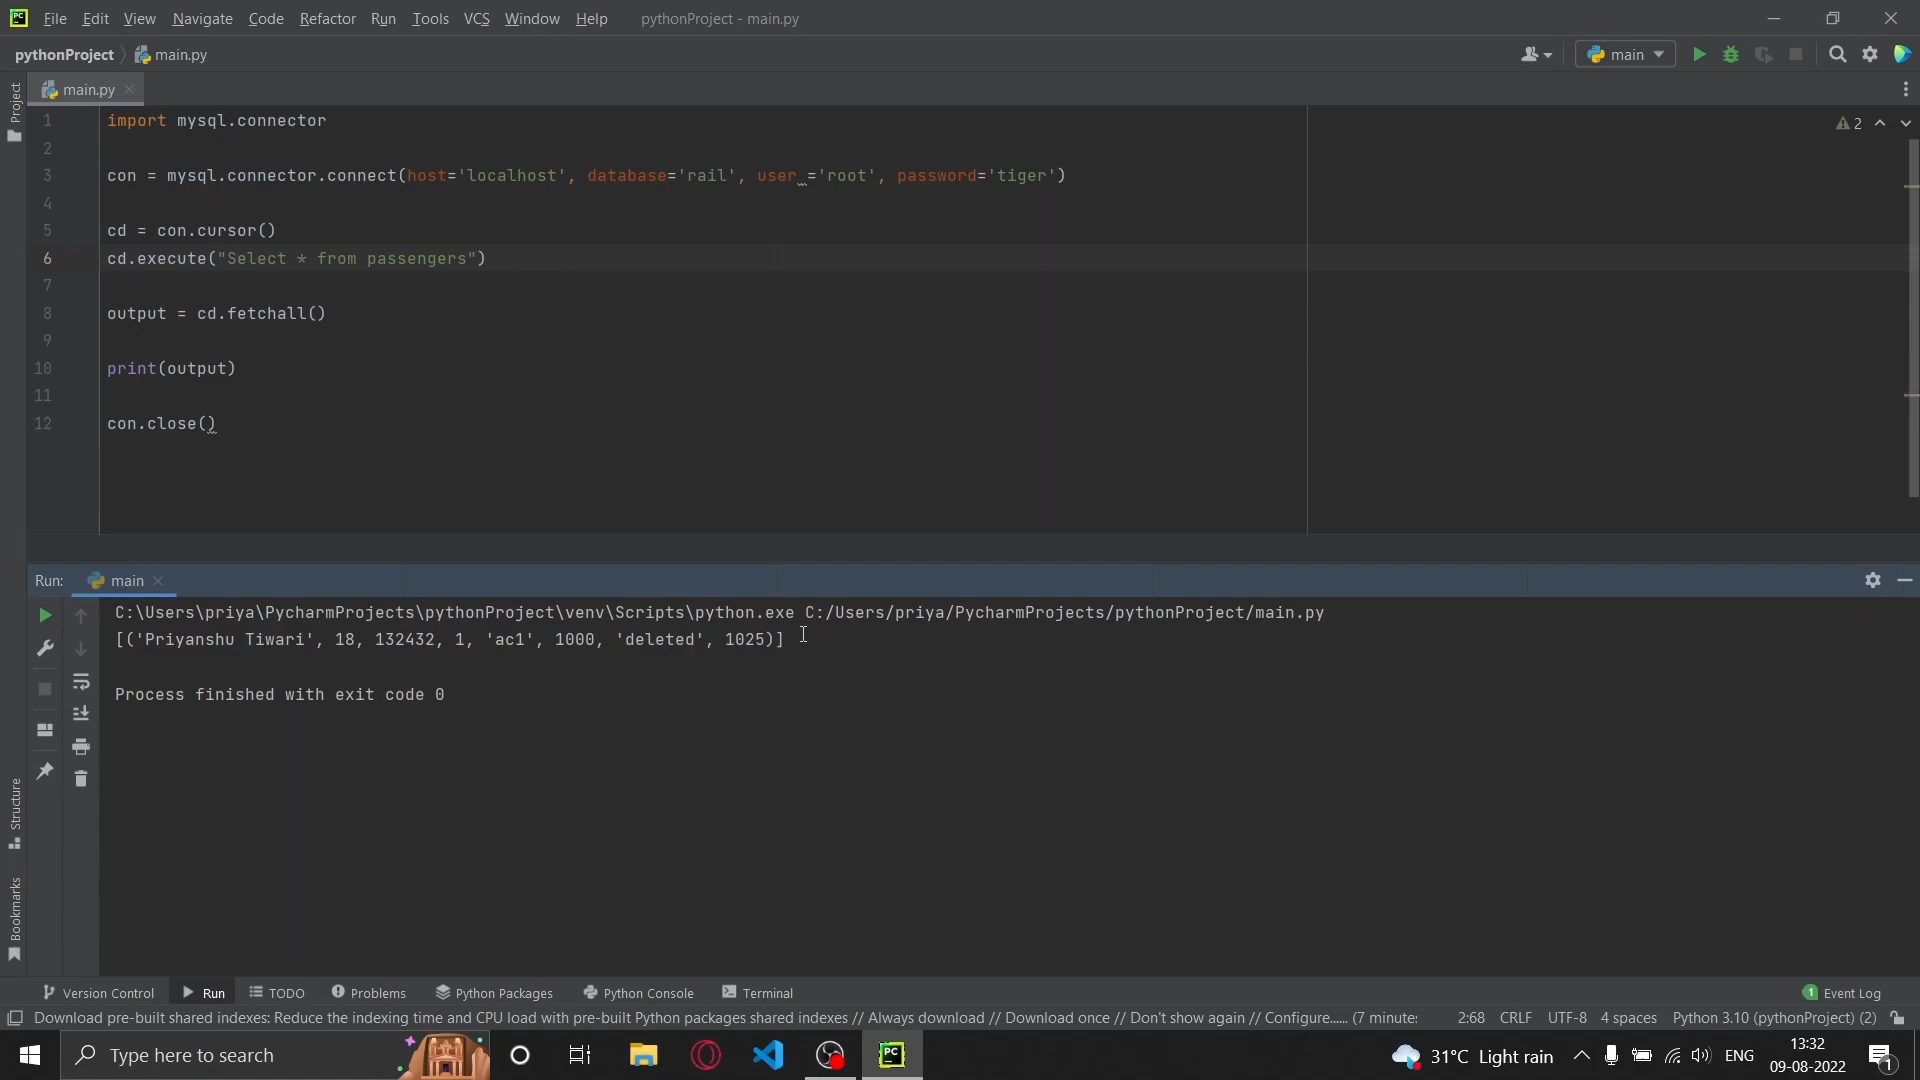 File Edit View Navigate Code Refactor Run Tools VCS Window Help pythonProject - main.py
pythonProject main.py main
Project
main.py
1 import mysql.connector
2
3 con = mysql.connector.connect(host='localhost', database='rail', user ='root', password='tiger')
4
5 cd = con.cursor()
6 cd.execute("Select * from passengers")
7
8 output = cd.fetchall()
9
10 print(output)
11
12 con.close()
2
Run: main
C:\Users\priya\PycharmProjects\pythonProject\venv\Scripts\python.exe C:/Users/priya/PycharmProjects/pythonProject/main.py
[('Priyanshu Tiwari', 18, 132432, 1, 'ac1', 1000, 'deleted', 1025)]
Process finished with exit code 0
Structure
Bookmarks
Version Control Run TODO Problems Python Packages Python Console Terminal 1 Event Log
Download pre-built shared indexes: Reduce the indexing time and CPU load with pre-built Python packages shared indexes // Always download // Download once // Don't show again // Configure...... (7 minutes 2:68 CRLF UTF-8 4 spaces Python 3.10 (pythonProject) (2)
Type here to search 31°C Light rain ENG 13:32
09-08-2022 1
PC